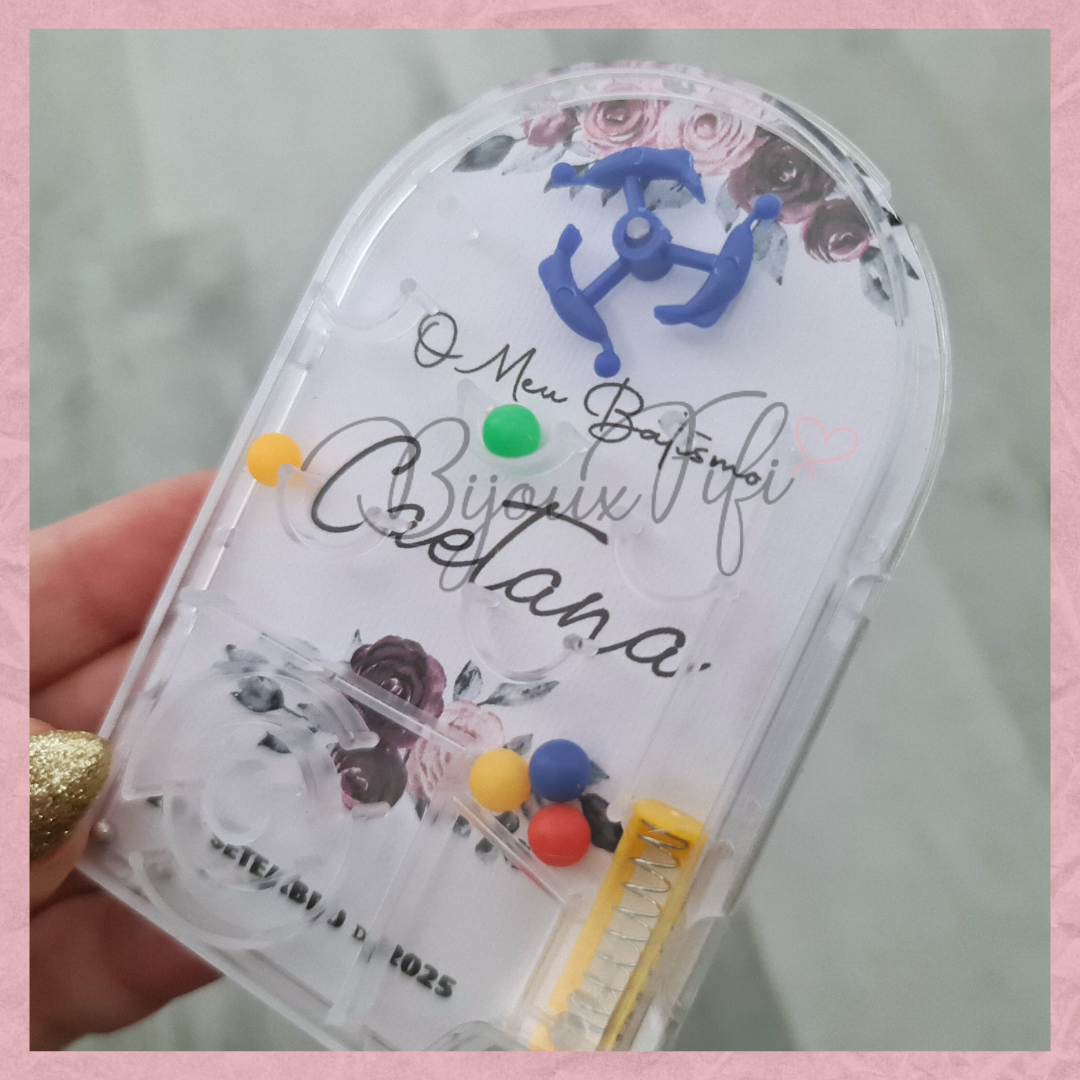 O Meu Batismo
Bijoux Fifi
Caetana
SETEMBRO DE 2025